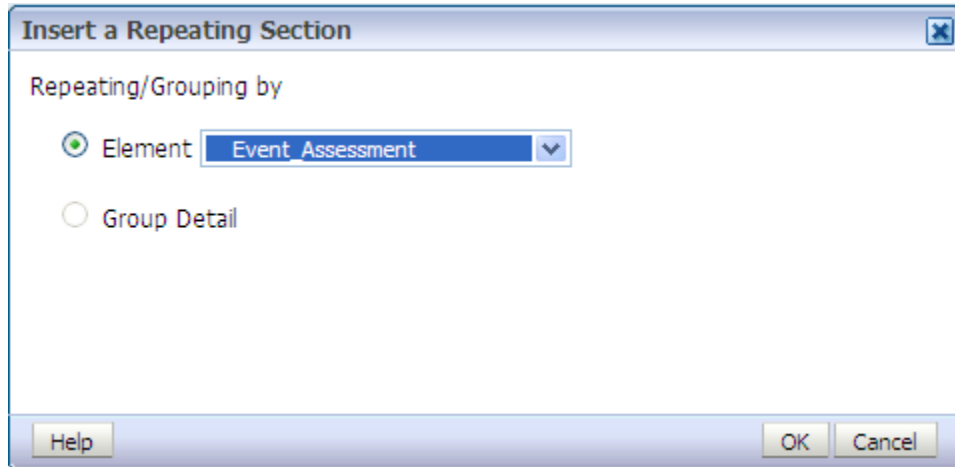 Insert a Repeating Section
Repeating/Grouping by
Element Event_Assessment
Group Detail
Help OK Cancel